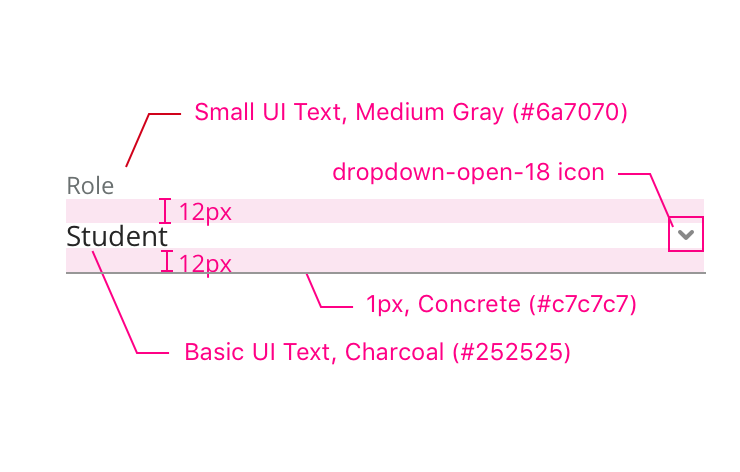 Small UI Text, Medium Gray (#6a7070)
dropdown-open-18 icon
Role
12px
Student
12px
1px, Concrete (#c7c7c7)
Basic UI Text, Charcoal (#252525)